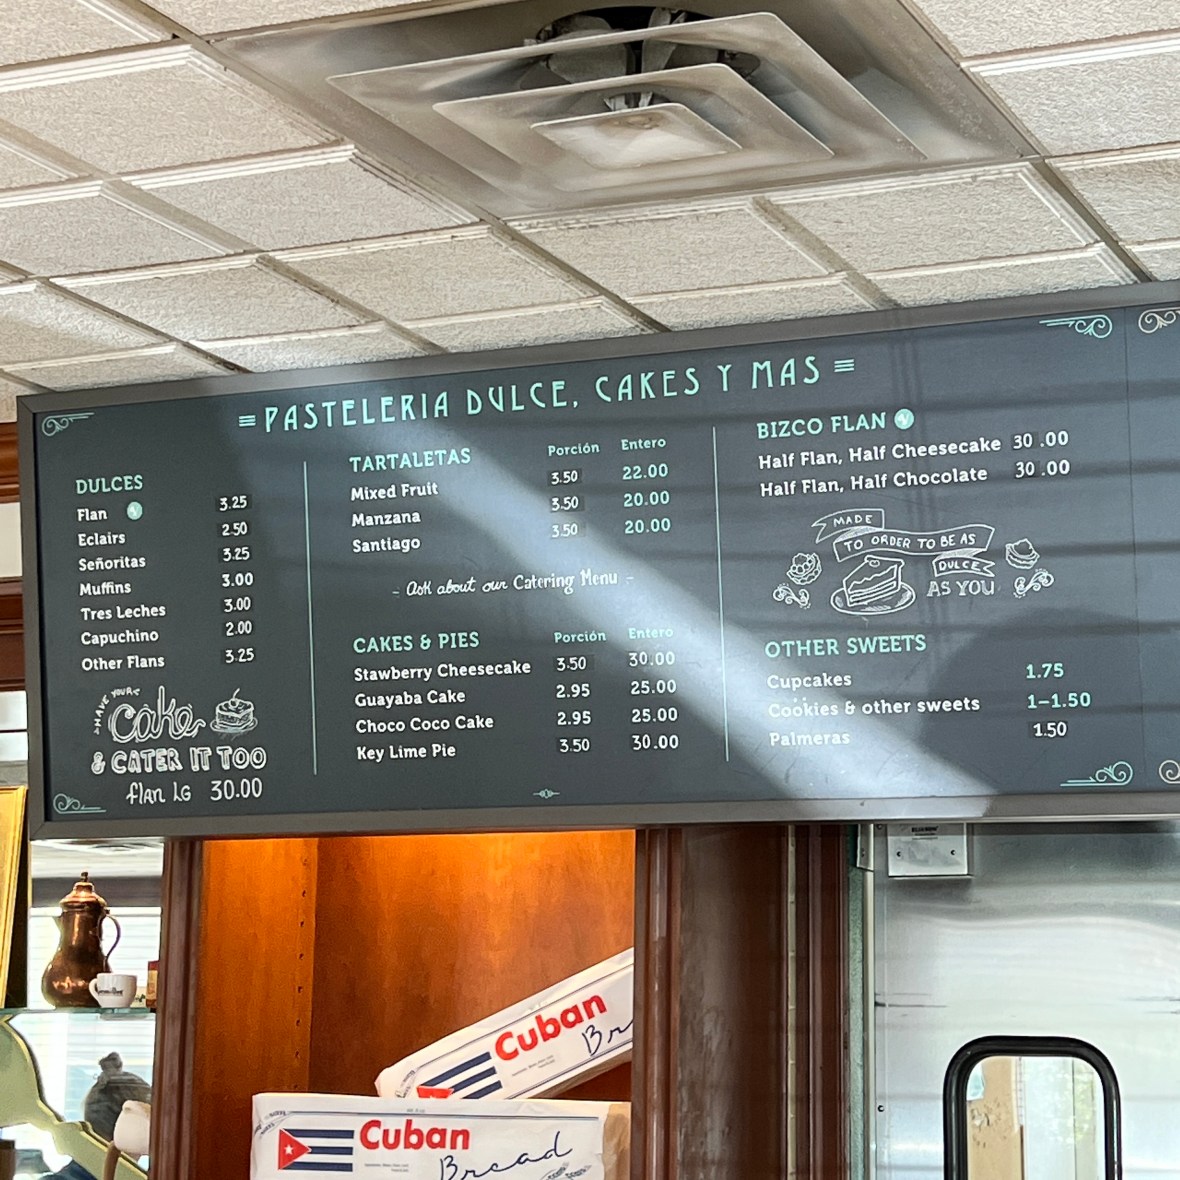 PASTELERIA DULCE, CAKES Y MAS
DULCES
Flan 3.25
Eclairs 2.50
Señoritas 3.25
Muffins 3.00
Tres Leches 3.00
Capuchino 2.00
Other Flans 3.25
HAVE YOUR
Cake
& CATER IT TOO
flan LG 30.00
TARTALETAS Porción Entero
Mixed Fruit 3.50 22.00
Manzana 3.50 20.00
Santiago 3.50 20.00
- Ask about our Catering Menu -
CAKES & PIES Porción Entero
Stawberry Cheesecake 3.50 30.00
Guayaba Cake 2.95 25.00
Choco Coco Cake 2.95 25.00
Key Lime Pie 3.50 30.00
BIZCO FLAN
Half Flan, Half Cheesecake 30.00
Half Flan, Half Chocolate 30.00
MADE
TO ORDER TO BE AS
DULCE
AS YOU
OTHER SWEETS
Cupcakes 1.75
Cookies & other sweets 1-1.50
Palmeras 1.50
Cuban
Cuban
Bread